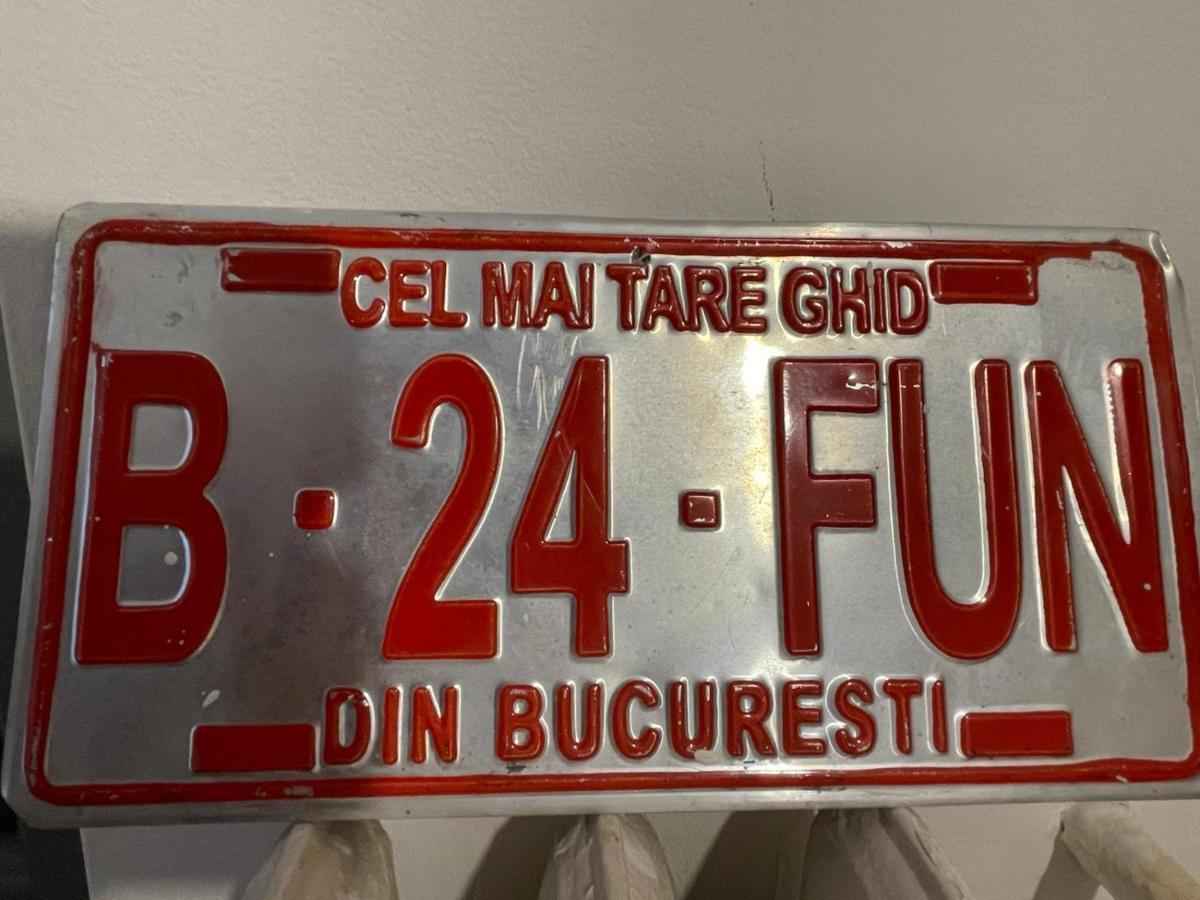 CEL MAI TARE GHID
B · 24 · FUN
DIN BUCURESTI